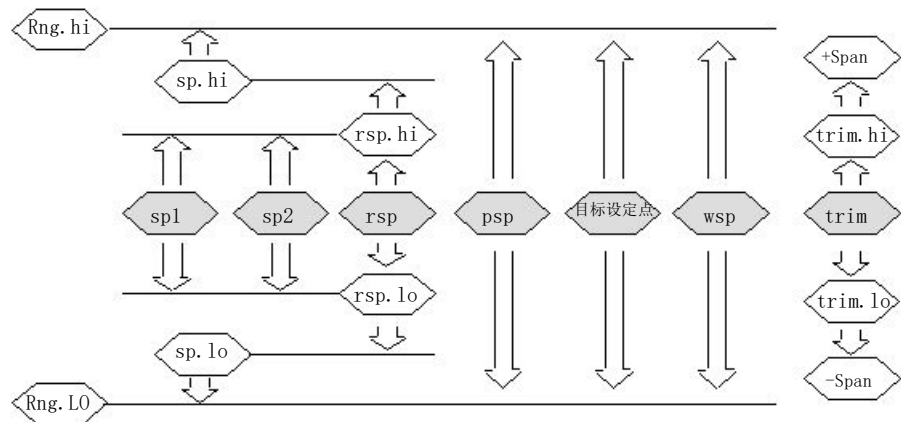 Rng.hi
+Span
sp.hi
rsp.hi
trim.hi
sp1
sp2
rsp
psp
目标设定点
wsp
trim
rsp.lo
trim.lo
sp.lo
-Span
Rng.LO